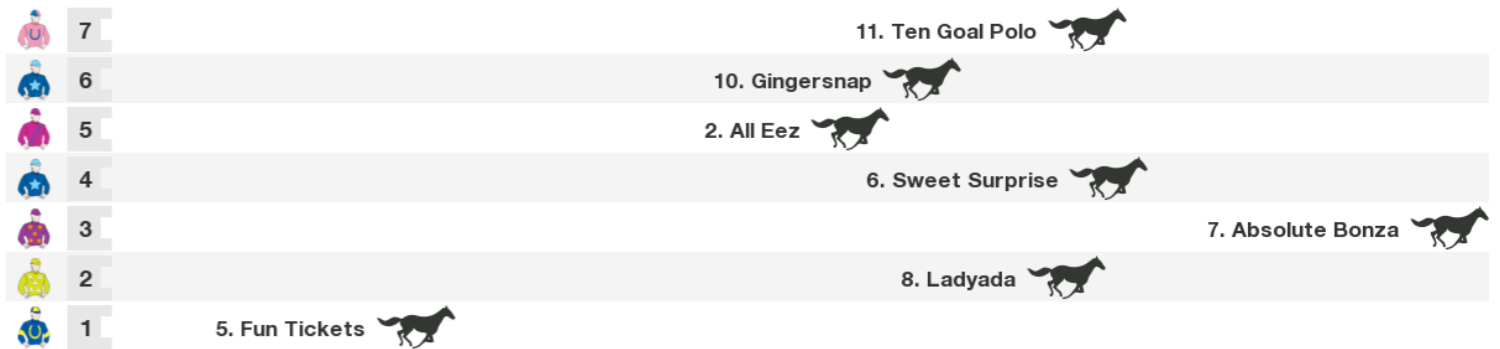 7 11. Ten Goal Polo
6 10. Gingersnap
5 2. All Eez
4 6. Sweet Surprise
3 7. Absolute Bonza
2 8. Ladyada
1 5. Fun Tickets